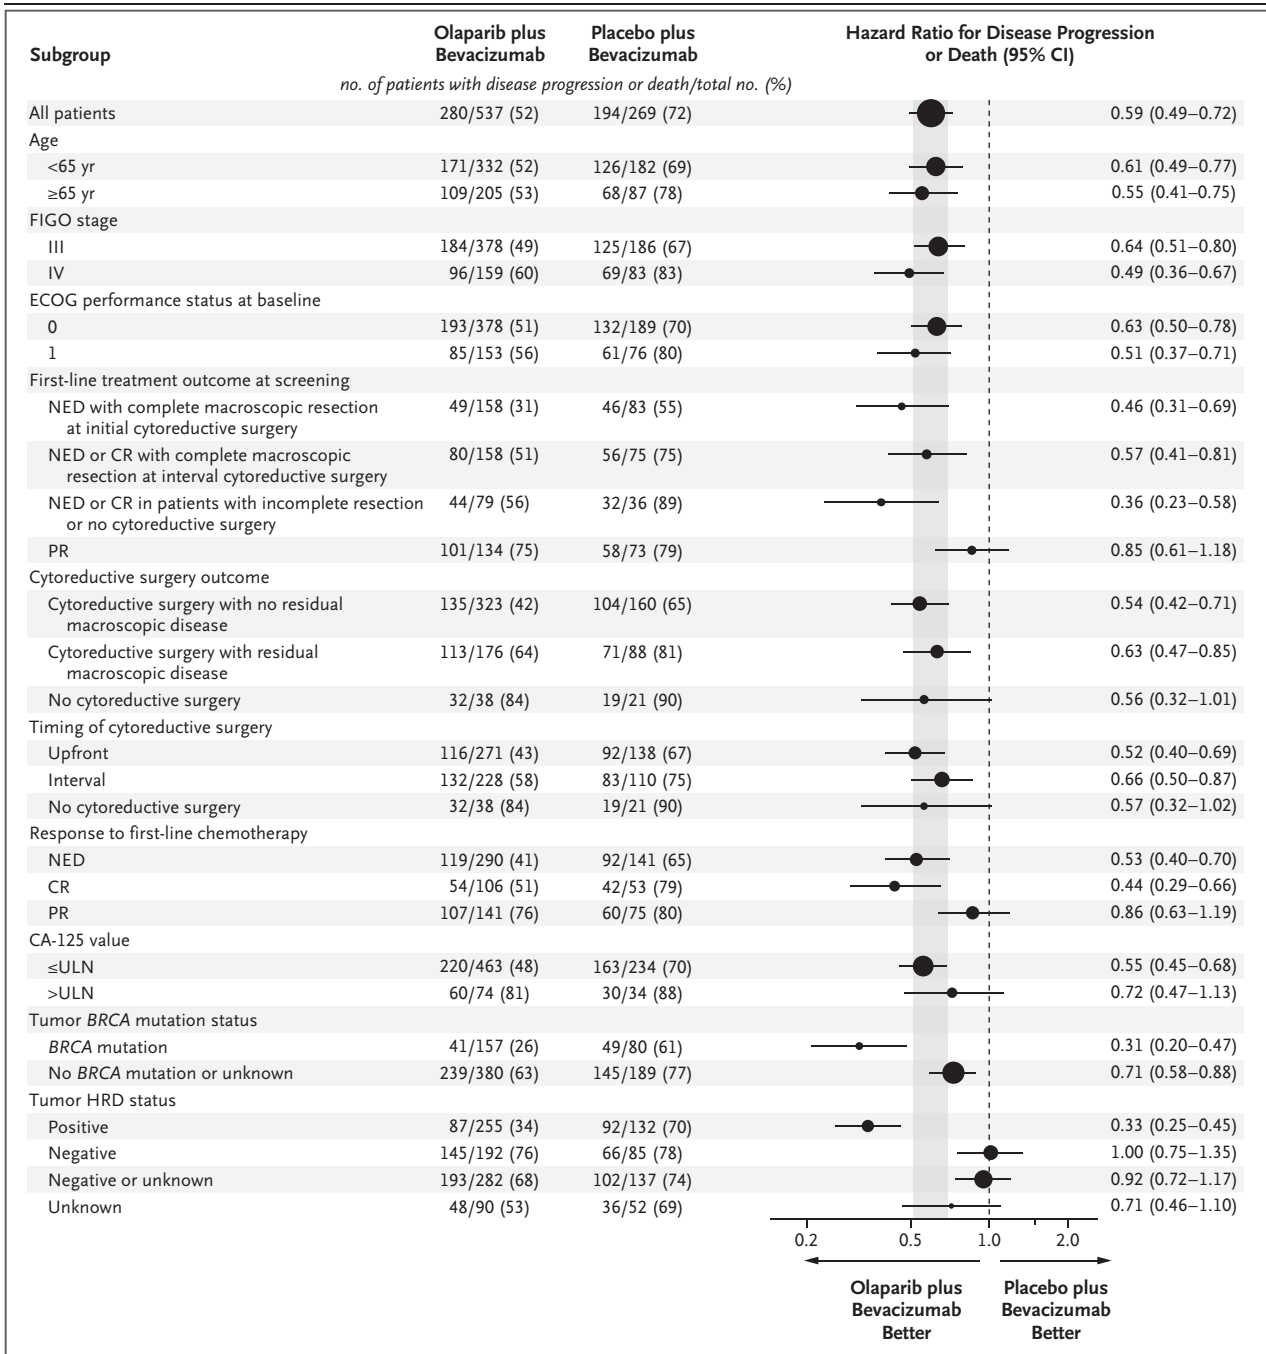 Subgroup Olaparib plus Bevacizumab Placebo plus Bevacizumab Hazard Ratio for Disease Progression or Death (95% CI)
no. of patients with disease progression or death/total no. (%)
All patients 280/537 (52) 194/269 (72) 0.59 (0.49–0.72)
Age
<65 yr 171/332 (52) 126/182 (69) 0.61 (0.49–0.77)
≥65 yr 109/205 (53) 68/87 (78) 0.55 (0.41–0.75)
FIGO stage
III 184/378 (49) 125/186 (67) 0.64 (0.51–0.80)
IV 96/159 (60) 69/83 (83) 0.49 (0.36–0.67)
ECOG performance status at baseline
0 193/378 (51) 132/189 (70) 0.63 (0.50–0.78)
1 85/153 (56) 61/76 (80) 0.51 (0.37–0.71)
First-line treatment outcome at screening
NED with complete macroscopic resection 49/158 (31) 46/83 (55) 0.46 (0.31–0.69)
at initial cytoreductive surgery
NED or CR with complete macroscopic 80/158 (51) 56/75 (75) 0.57 (0.41–0.81)
resection at interval cytoreductive surgery
NED or CR in patients with incomplete resection 44/79 (56) 32/36 (89) 0.36 (0.23–0.58)
or no cytoreductive surgery
PR 101/134 (75) 58/73 (79) 0.85 (0.61–1.18)
Cytoreductive surgery outcome
Cytoreductive surgery with no residual 135/323 (42) 104/160 (65) 0.54 (0.42–0.71)
macroscopic disease
Cytoreductive surgery with residual 113/176 (64) 71/88 (81) 0.63 (0.47–0.85)
macroscopic disease
No cytoreductive surgery 32/38 (84) 19/21 (90) 0.56 (0.32–1.01)
Timing of cytoreductive surgery
Upfront 116/271 (43) 92/138 (67) 0.52 (0.40–0.69)
Interval 132/228 (58) 83/110 (75) 0.66 (0.50–0.87)
No cytoreductive surgery 32/38 (84) 19/21 (90) 0.57 (0.32–1.02)
Response to first-line chemotherapy
NED 119/290 (41) 92/141 (65) 0.53 (0.40–0.70)
CR 54/106 (51) 42/53 (79) 0.44 (0.29–0.66)
PR 107/141 (76) 60/75 (80) 0.86 (0.63–1.19)
CA-125 value
≤ULN 220/463 (48) 163/234 (70) 0.55 (0.45–0.68)
>ULN 60/74 (81) 30/34 (88) 0.72 (0.47–1.13)
Tumor BRCA mutation status
BRCA mutation 41/157 (26) 49/80 (61) 0.31 (0.20–0.47)
No BRCA mutation or unknown 239/380 (63) 145/189 (77) 0.71 (0.58–0.88)
Tumor HRD status
Positive 87/255 (34) 92/132 (70) 0.33 (0.25–0.45)
Negative 145/192 (76) 66/85 (78) 1.00 (0.75–1.35)
Negative or unknown 193/282 (68) 102/137 (74) 0.92 (0.72–1.17)
Unknown 48/90 (53) 36/52 (69) 0.71 (0.46–1.10)
0.2 0.5 1.0 2.0
Olaparib plus Bevacizumab Better Placebo plus Bevacizumab Better